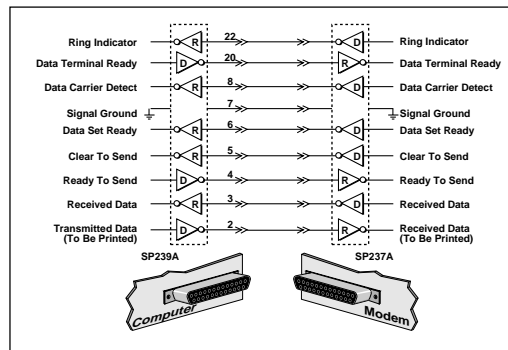 Ring Indicator R 22 D Ring Indicator
Data Terminal Ready D 20 R Data Terminal Ready
Data Carrier Detect R 8 D Data Carrier Detect
Signal Ground 7 Signal Ground
Data Set Ready R 6 D Data Set Ready
Clear To Send R 5 D Clear To Send
Ready To Send D 4 R Ready To Send
Received Data R 3 D Received Data
Transmitted Data D 2 R Received Data
(To Be Printed) (To Be Printed)
SP239A SP237A
Computer Modem